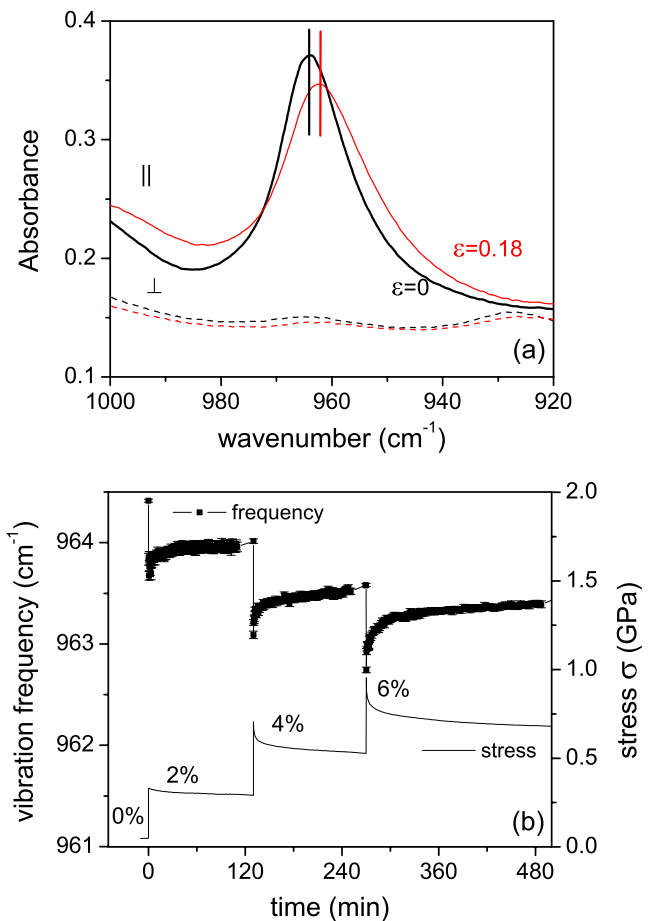 0.4
0.3
0.2
0.1
Absorbance
||
⊥
ε=0.18
ε=0
(a)
1000 980 960 940 920
wavenumber (cm⁻¹)
964
963
962
961
vibration frequency (cm⁻¹)
frequency
2.0
1.5
1.0
0.5
0.0
stress σ (GPa)
6%
4%
2%
0%
stress
(b)
0 120 240 360 480
time (min)